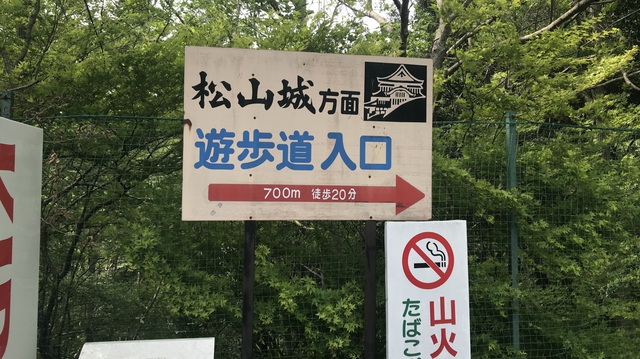 松山城方面
遊歩道入口
700m 徒歩20分
山火
たばこ